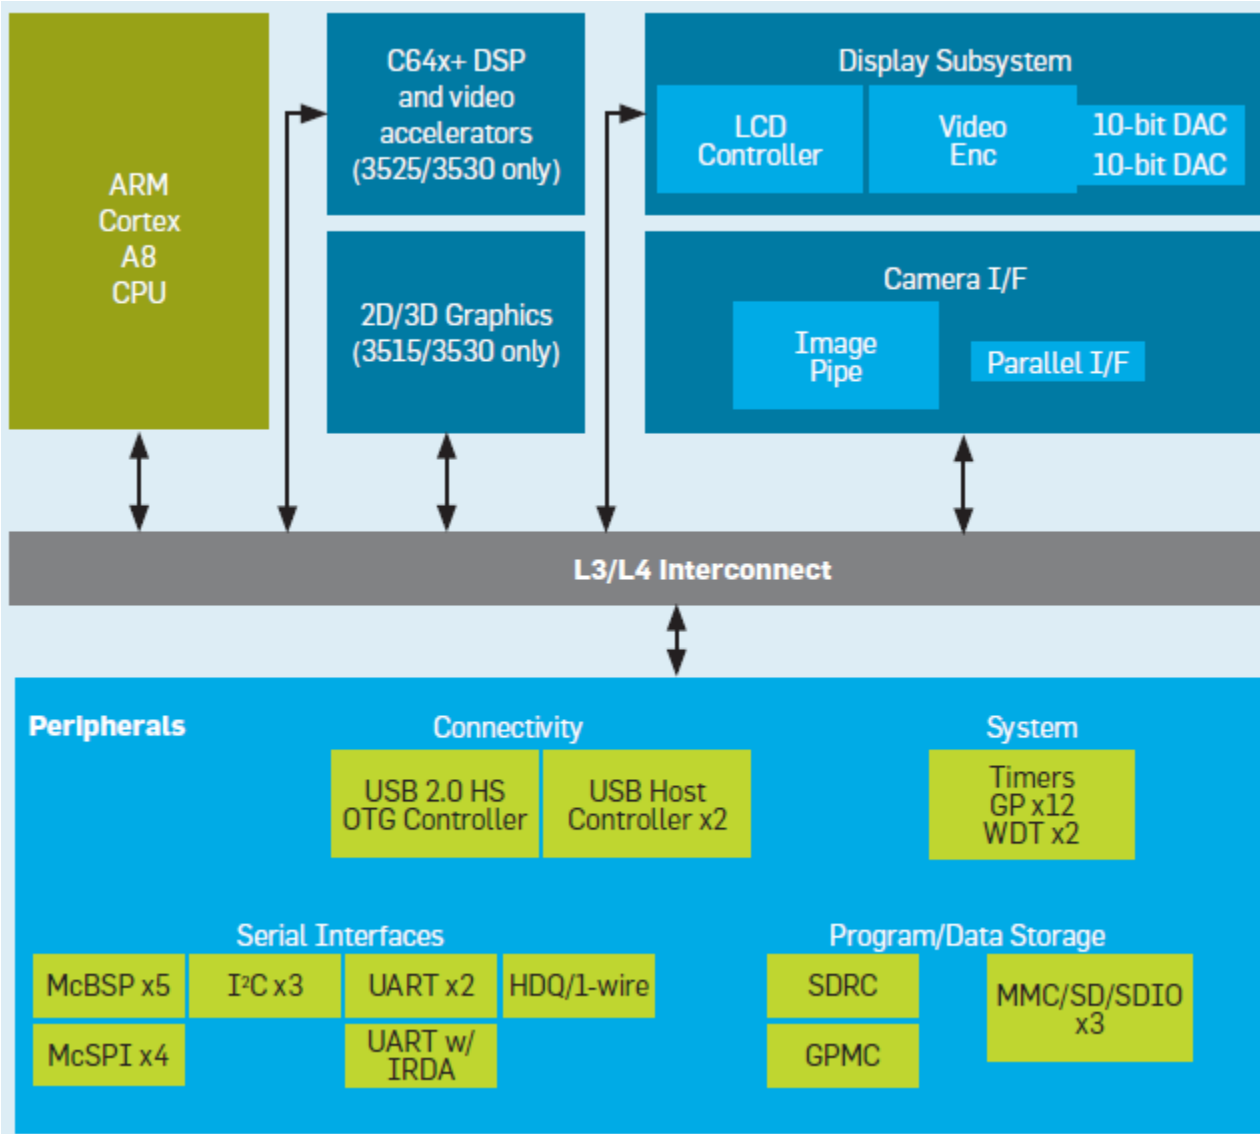 ARM
Cortex
A8
CPU
C64x+ DSP
and video
accelerators
(3525/3530 only)
2D/3D Graphics
(3515/3530 only)
Display Subsystem
LCD
Controller
Video
Enc
10-bit DAC
10-bit DAC
Camera I/F
Image
Pipe
Parallel I/F
L3/L4 Interconnect
Peripherals
Connectivity
USB 2.0 HS
OTG Controller
USB Host
Controller x2
System
Timers
GP x12
WDT x2
Serial Interfaces
McBSP x5
I²C x3
UART x2
HDQ/1-wire
McSPI x4
UART w/
IRDA
Program/Data Storage
SDRC
GPMC
MMC/SD/SDIO
x3